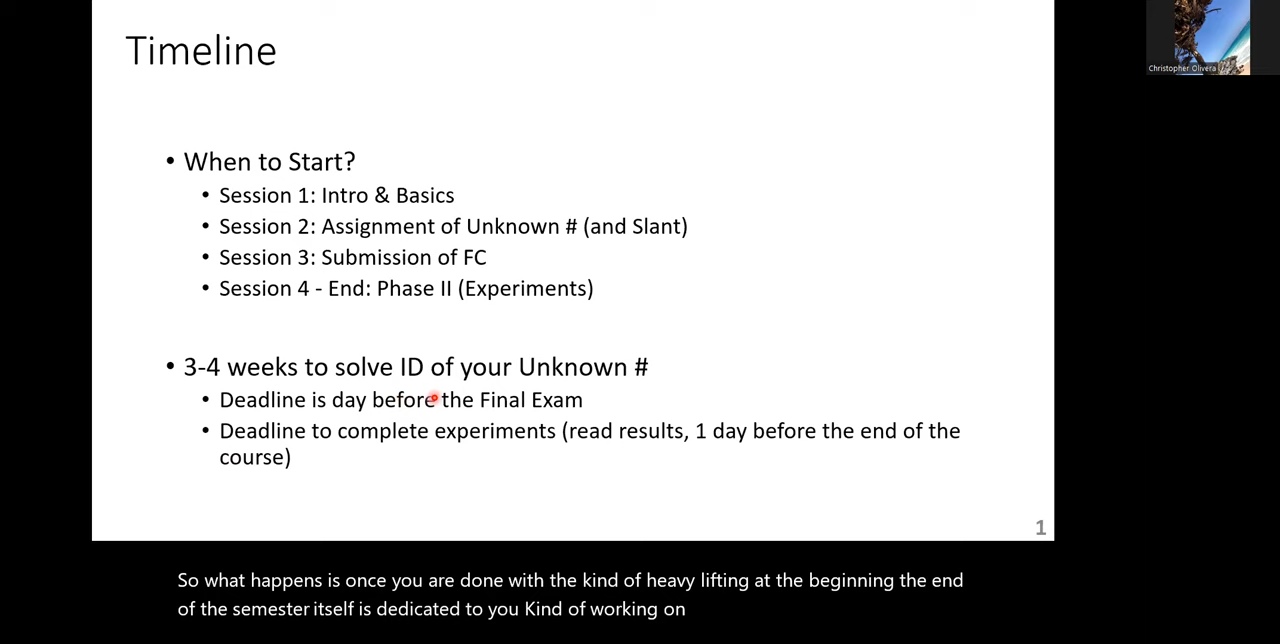 Timeline
Christopher Olivera
• When to Start?
• Session 1: Intro & Basics
• Session 2: Assignment of Unknown # (and Slant)
• Session 3: Submission of FC
• Session 4 - End: Phase II (Experiments)
• 3-4 weeks to solve ID of your Unknown #
• Deadline is day before the Final Exam
• Deadline to complete experiments (read results, 1 day before the end of the
course)
1
So what happens is once you are done with the kind of heavy lifting at the beginning the end
of the semester itself is dedicated to you Kind of working on